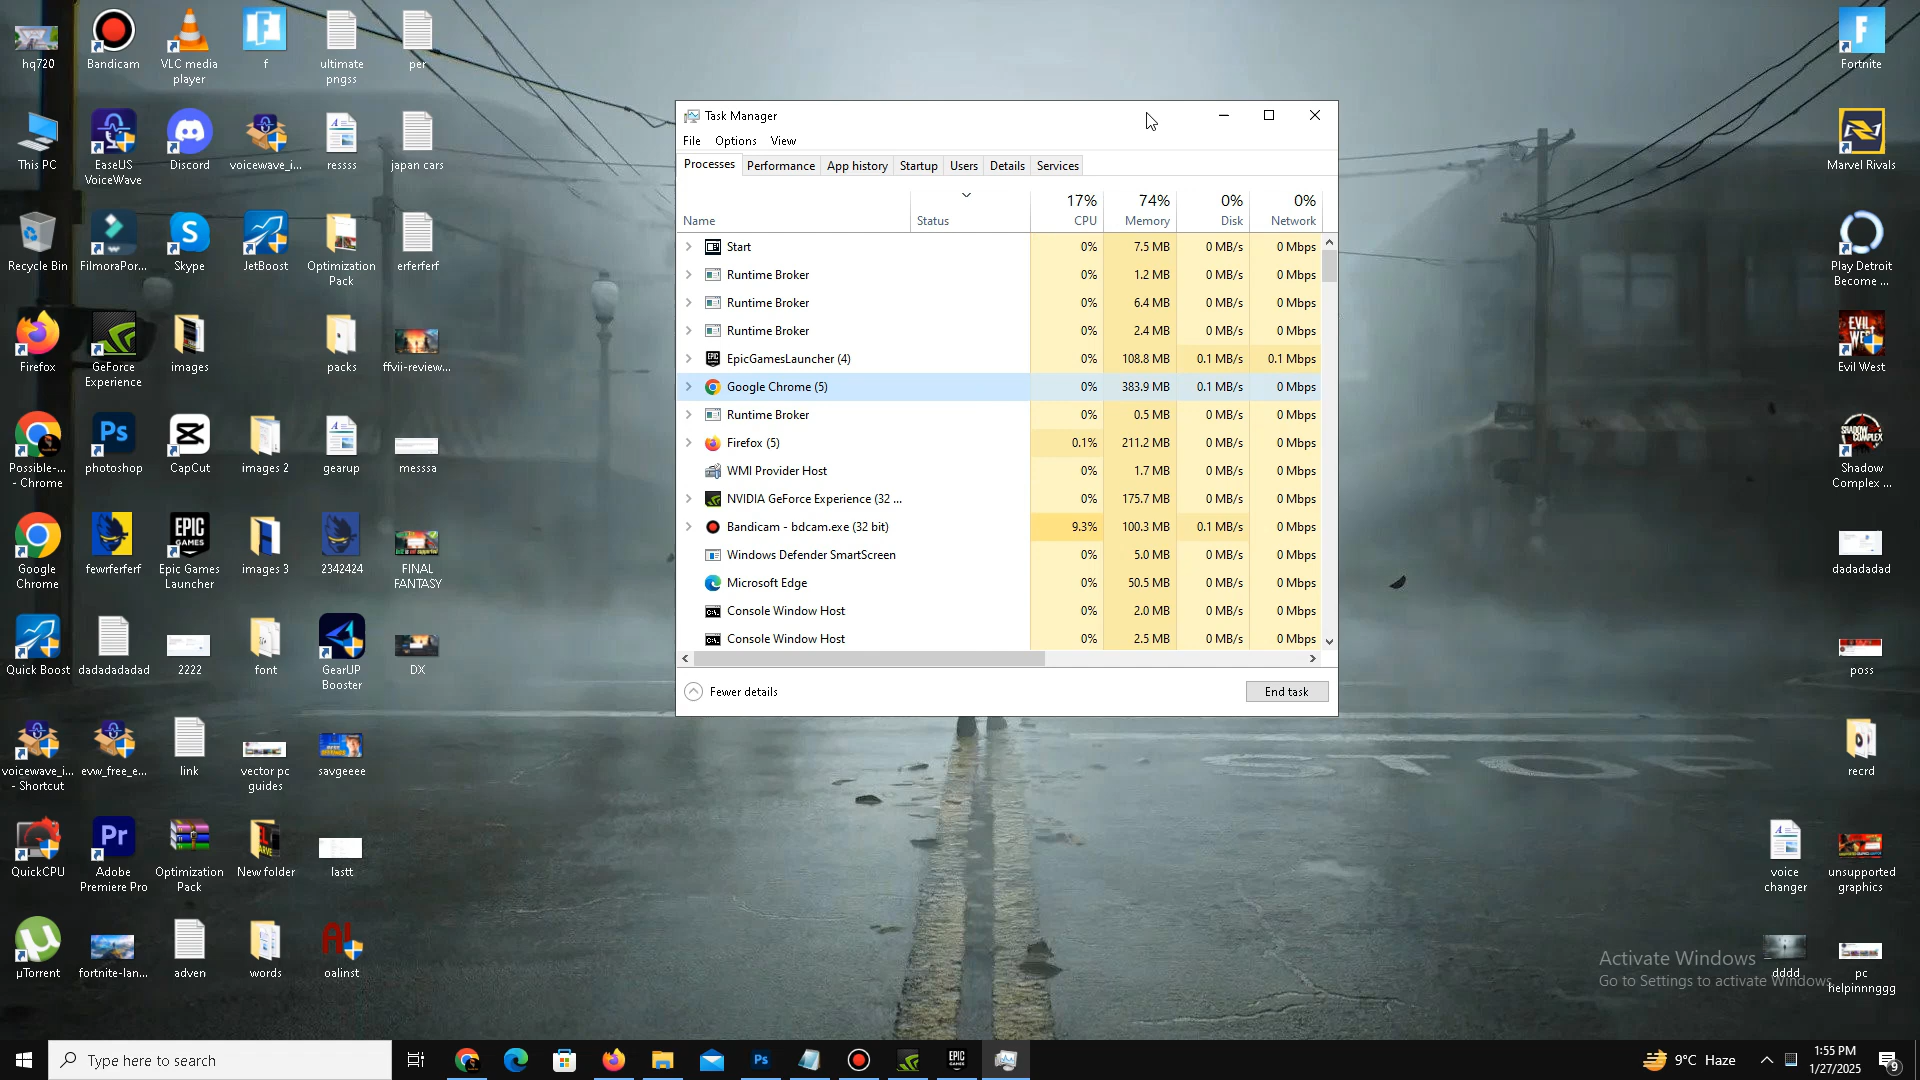 hq720
Bandicam
VLC media
player
f
ultimate
pngss
per
Fortnite
This PC
EaseUS
VoiceWave
Discord
voicewave_i...
ressss
japan cars
Marvel Rivals
Recycle Bin
FilmoraPor...
Skype
JetBoost
Optimization
Pack
erferferf
Play Detroit
Become ...
Firefox
GeForce
Experience
images
packs
ffvii-review...
Evil West
Possible-...
- Chrome
photoshop
CapCut
images 2
gearup
messsa
Shadow
Complex ...
Google
Chrome
fewrferferf
Epic Games
Launcher
images 3
2342424
FINAL
FANTASY
dadadadad
Quick Boost
dadadadadad
2222
font
GearUP
Booster
DX
poss
voicewave_i...
- Shortcut
evw_free_e...
link
vector pc
guides
savgeeee
recrd
QuickCPU
Adobe
Premiere Pro
Optimization
Pack
New folder
lastt
voice
changer
unsupported
graphics
µTorrent
fortnite-lan...
adven
words
oalinst
dddd
pc
helpinnnggg
Task Manager
File Options View
Processes Performance App history Startup Users Details Services
17% 74% 0% 0%
Name Status CPU Memory Disk Network
Start 0% 7.5 MB 0 MB/s 0 Mbps
Runtime Broker 0% 1.2 MB 0 MB/s 0 Mbps
Runtime Broker 0% 6.4 MB 0 MB/s 0 Mbps
Runtime Broker 0% 2.4 MB 0 MB/s 0 Mbps
EpicGamesLauncher (4) 0% 108.8 MB 0.1 MB/s 0.1 Mbps
Google Chrome (5) 0% 383.9 MB 0.1 MB/s 0 Mbps
Runtime Broker 0% 0.5 MB 0 MB/s 0 Mbps
Firefox (5) 0.1% 211.2 MB 0 MB/s 0 Mbps
WMI Provider Host 0% 1.7 MB 0 MB/s 0 Mbps
NVIDIA GeForce Experience (32 ... 0% 175.7 MB 0 MB/s 0 Mbps
Bandicam - bdcam.exe (32 bit) 9.3% 100.3 MB 0.1 MB/s 0 Mbps
Windows Defender SmartScreen 0% 5.0 MB 0 MB/s 0 Mbps
Microsoft Edge 0% 50.5 MB 0 MB/s 0 Mbps
Console Window Host 0% 2.0 MB 0 MB/s 0 Mbps
Console Window Host 0% 2.5 MB 0 MB/s 0 Mbps
Fewer details End task
STOP
Activate Windows
Go to Settings to activate Windows.
Type here to search
9°C Haze
1:55 PM
1/27/2025
9